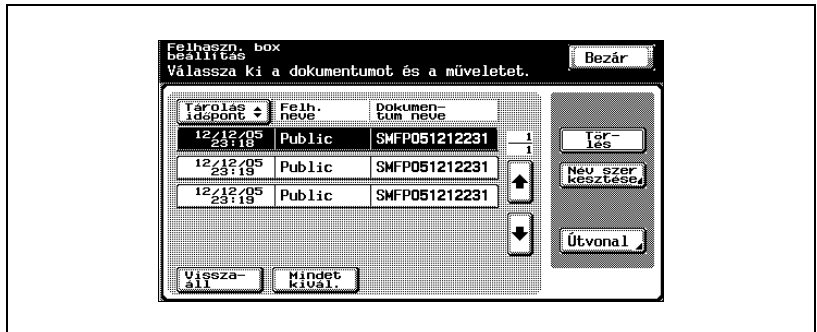 Felhaszn. box
beállítás
Válassza ki a dokumentumot és a műveletet.
Bezár
Tárolás
időpont
Felh.
neve
Dokumen-
tum neve
12/12/05
23:18
Public
SMFP051212231
1
1
12/12/05
23:19
Public
SMFP051212231
12/12/05
23:19
Public
SMFP051212231
Tör-
lés
Név szer
kesztése
Útvonal
Vissza-
áll
Mindet
kivál.